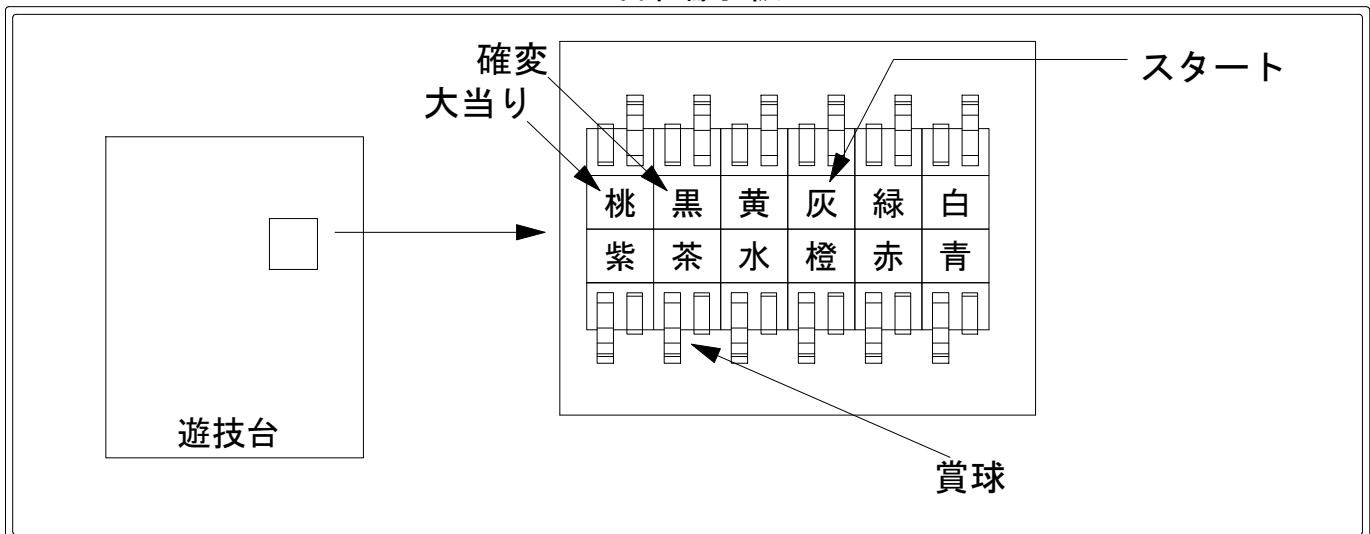 確変
大当り
スタート
桃 黒 黄 灰 緑 白
紫 茶 水 橙 赤 青
遊技台
賞球